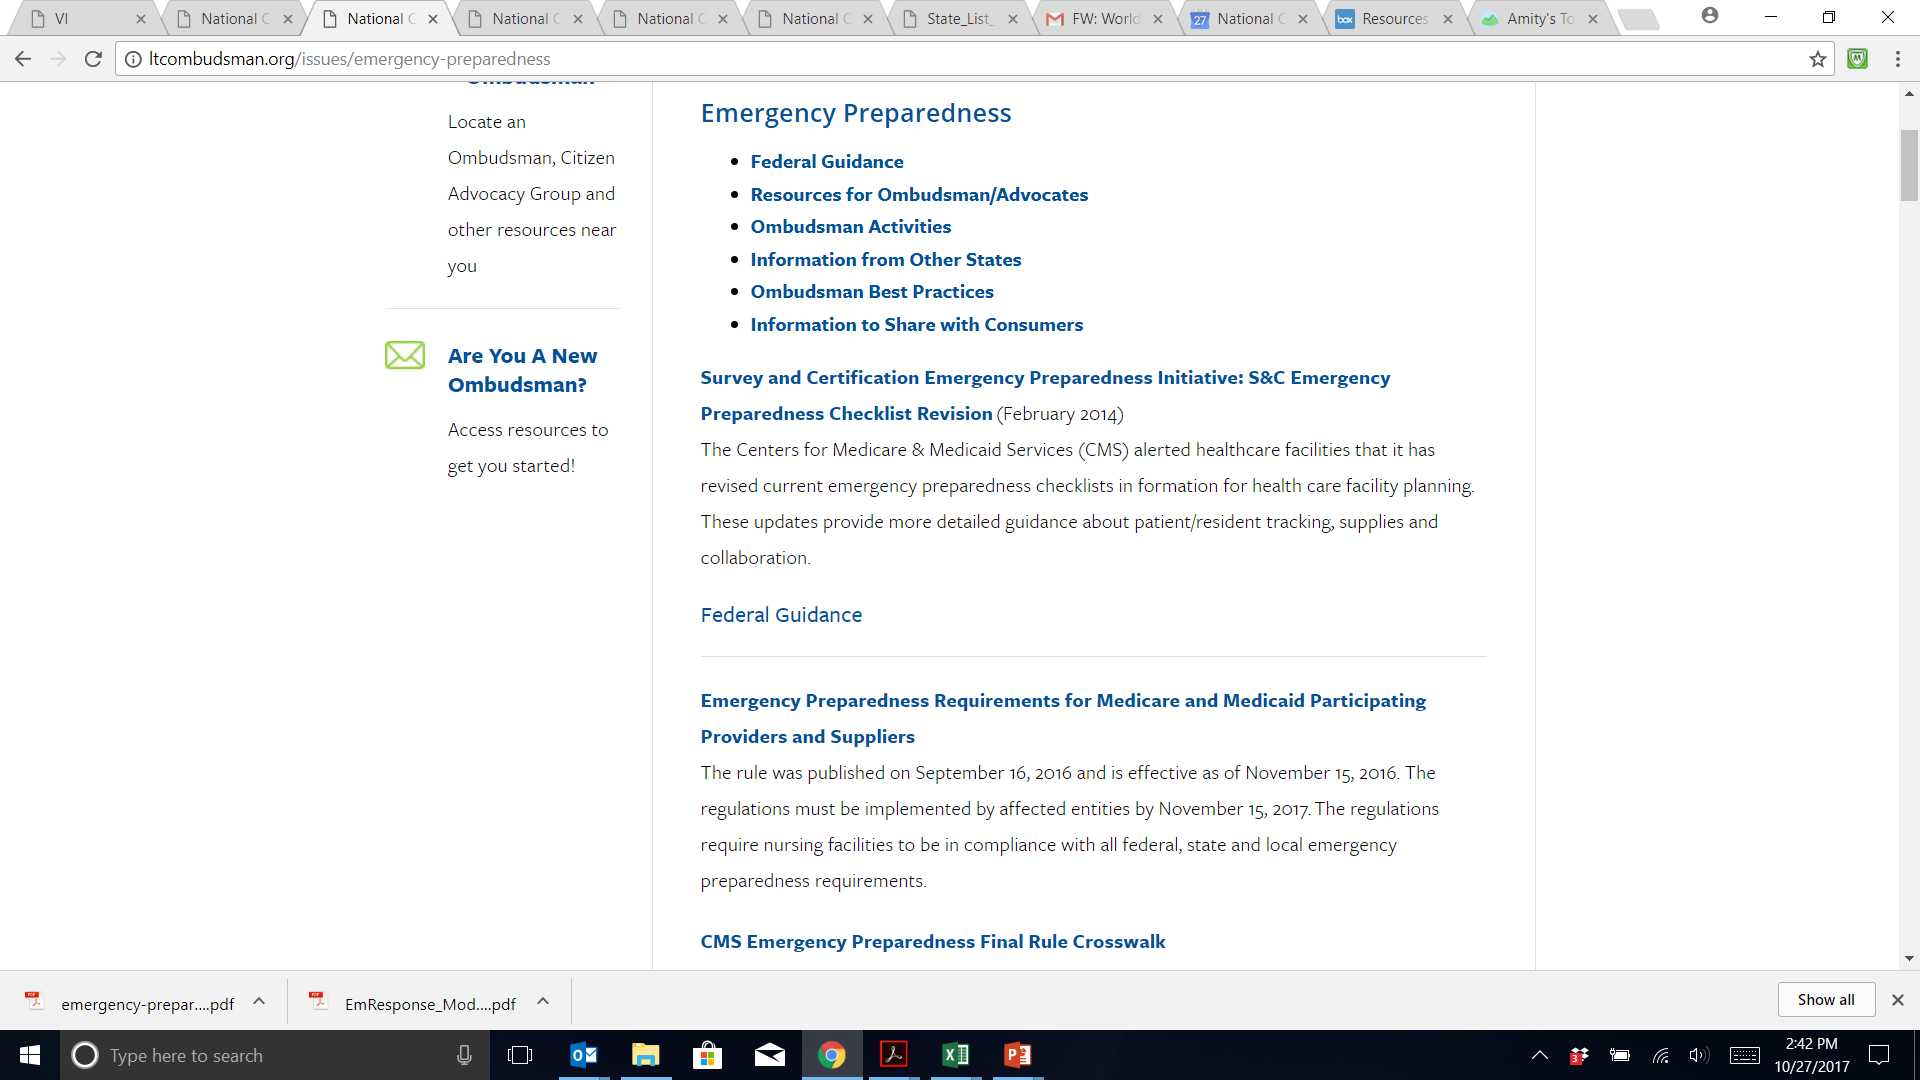 VI
National C
National C
National C
National C
National C
State_List_
FW: World
27
National C
box
Resources
Amity's To
ltcombudsman.org/issues/emergency-preparedness
Locate an
Ombudsman, Citizen
Advocacy Group and
other resources near
you
Are You A New
Ombudsman?
Access resources to
get you started!
Emergency Preparedness
Federal Guidance
Resources for Ombudsman/Advocates
Ombudsman Activities
Information from Other States
Ombudsman Best Practices
Information to Share with Consumers
Survey and Certification Emergency Preparedness Initiative: S&C Emergency
Preparedness Checklist Revision (February 2014)
The Centers for Medicare & Medicaid Services (CMS) alerted healthcare facilities that it has
revised current emergency preparedness checklists in formation for health care facility planning.
These updates provide more detailed guidance about patient/resident tracking, supplies and
collaboration.
Federal Guidance
Emergency Preparedness Requirements for Medicare and Medicaid Participating
Providers and Suppliers
The rule was published on September 16, 2016 and is effective as of November 15, 2016. The
regulations must be implemented by affected entities by November 15, 2017. The regulations
require nursing facilities to be in compliance with all federal, state and local emergency
preparedness requirements.
CMS Emergency Preparedness Final Rule Crosswalk
emergency-prepar....pdf
EmResponse_Mod....pdf
Show all
Type here to search
3
2:42 PM
10/27/2017